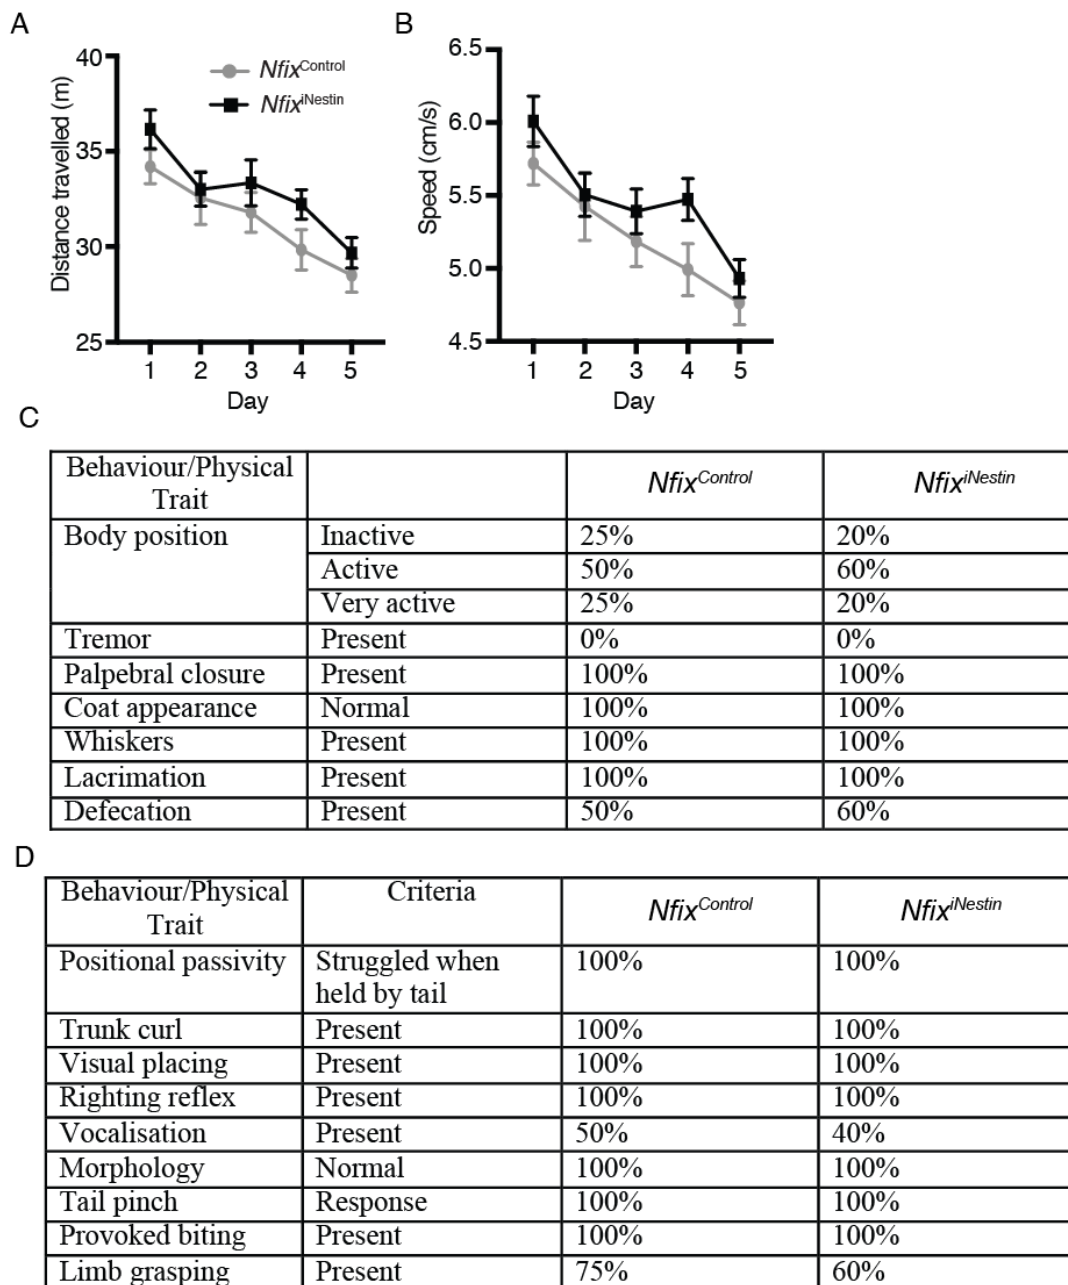 A
B
40
35
30
25
Distance travelled (m)
Nfix^Control
Nfix^iNestin
1 2 3 4 5
Day
6.5
6.0
5.5
5.0
4.5
Speed (cm/s)
1 2 3 4 5
Day
C
Behaviour/Physical
Trait
Nfix^Control Nfix^iNestin
Body position Inactive 25% 20%
Active 50% 60%
Very active 25% 20%
Tremor Present 0% 0%
Palpebral closure Present 100% 100%
Coat appearance Normal 100% 100%
Whiskers Present 100% 100%
Lacrimation Present 100% 100%
Defecation Present 50% 60%
D
Behaviour/Physical
Trait
Criteria
Nfix^Control Nfix^iNestin
Positional passivity Struggled when 100% 100%
held by tail
Trunk curl Present 100% 100%
Visual placing Present 100% 100%
Righting reflex Present 100% 100%
Vocalisation Present 50% 40%
Morphology Normal 100% 100%
Tail pinch Response 100% 100%
Provoked biting Present 100% 100%
Limb grasping Present 75% 60%